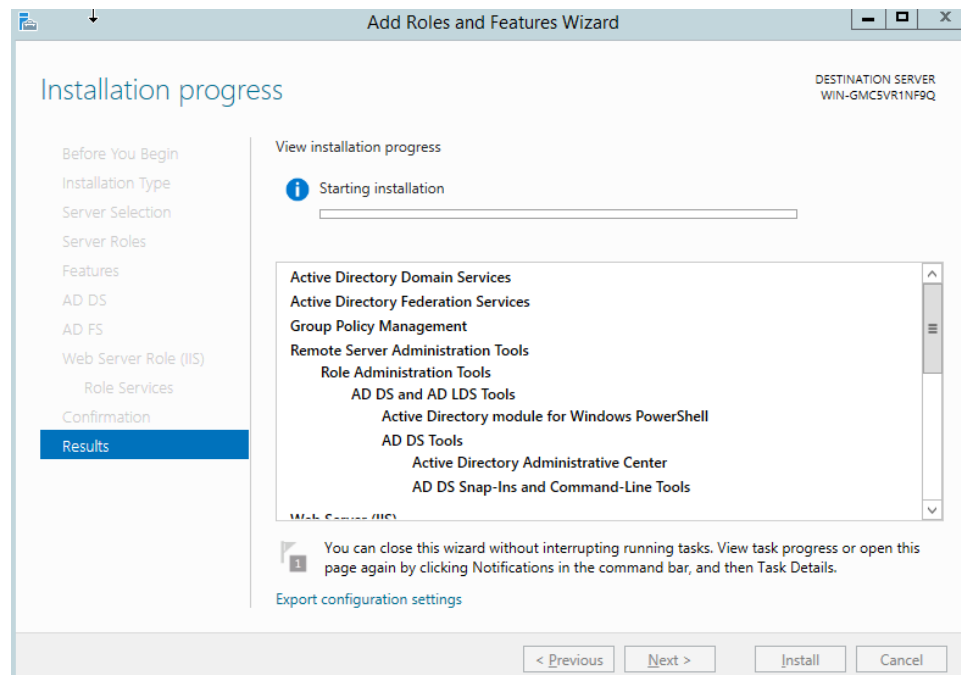 Add Roles and Features Wizard
Installation progress
DESTINATION SERVER
WIN-GMC5VR1NF9Q
Before You Begin
Installation Type
Server Selection
Server Roles
Features
AD DS
AD FS
Web Server Role (IIS)
Role Services
Confirmation
Results
View installation progress
Starting installation
Active Directory Domain Services
Active Directory Federation Services
Group Policy Management
Remote Server Administration Tools
Role Administration Tools
AD DS and AD LDS Tools
Active Directory module for Windows PowerShell
AD DS Tools
Active Directory Administrative Center
AD DS Snap-Ins and Command-Line Tools
Web Server (IIS)
1
You can close this wizard without interrupting running tasks. View task progress or open this
page again by clicking Notifications in the command bar, and then Task Details.
Export configuration settings
< Previous
Next >
Install
Cancel